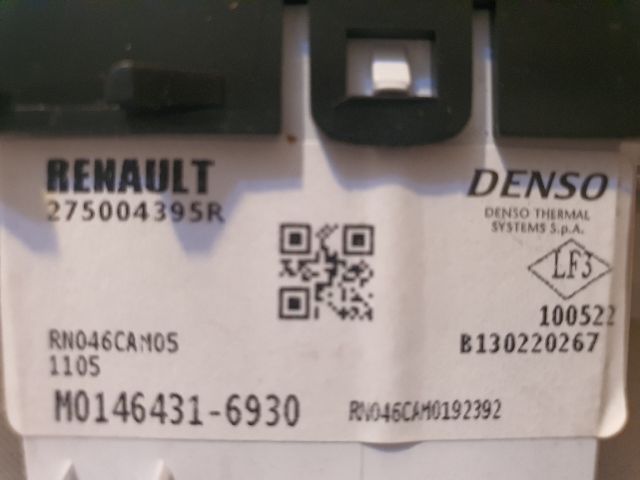 RENAULT
275004395R
DENSO
DENSO THERMAL
SYSTEMS S.p.A.
LF3
100522
B130220267
RN046CAM05
1105
M0146431-6930
RN046CAM0192392